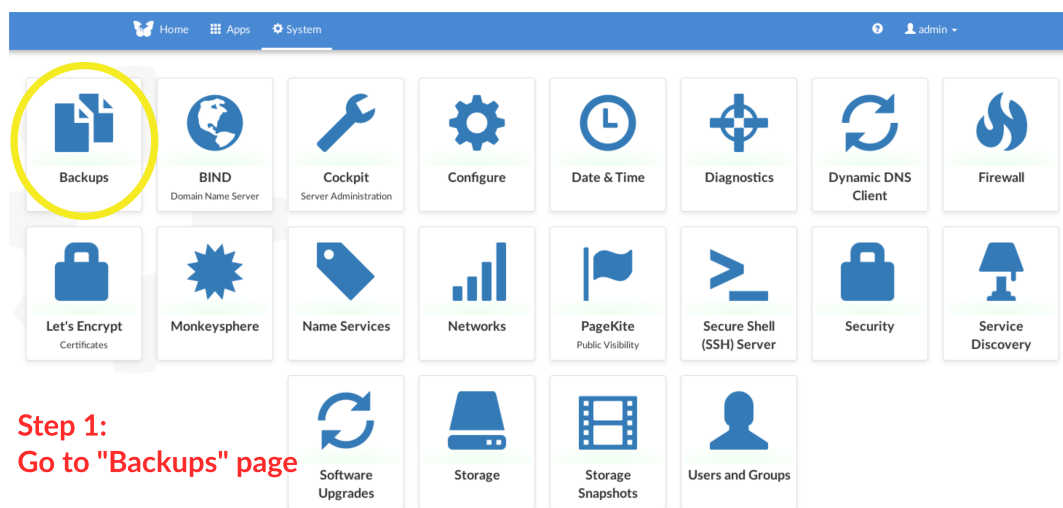 Home Apps System admin
Backups BIND Cockpit Configure Date & Time Diagnostics Dynamic DNS Firewall
Domain Name Server Server Administration Client
Let's Encrypt Monkeysphere Name Services Networks PageKite Secure Shell Security Service
Certificates Public Visibility (SSH) Server Discovery
Step 1:
Go to "Backups" page
Software Storage Storage Users and Groups
Upgrades Snapshots